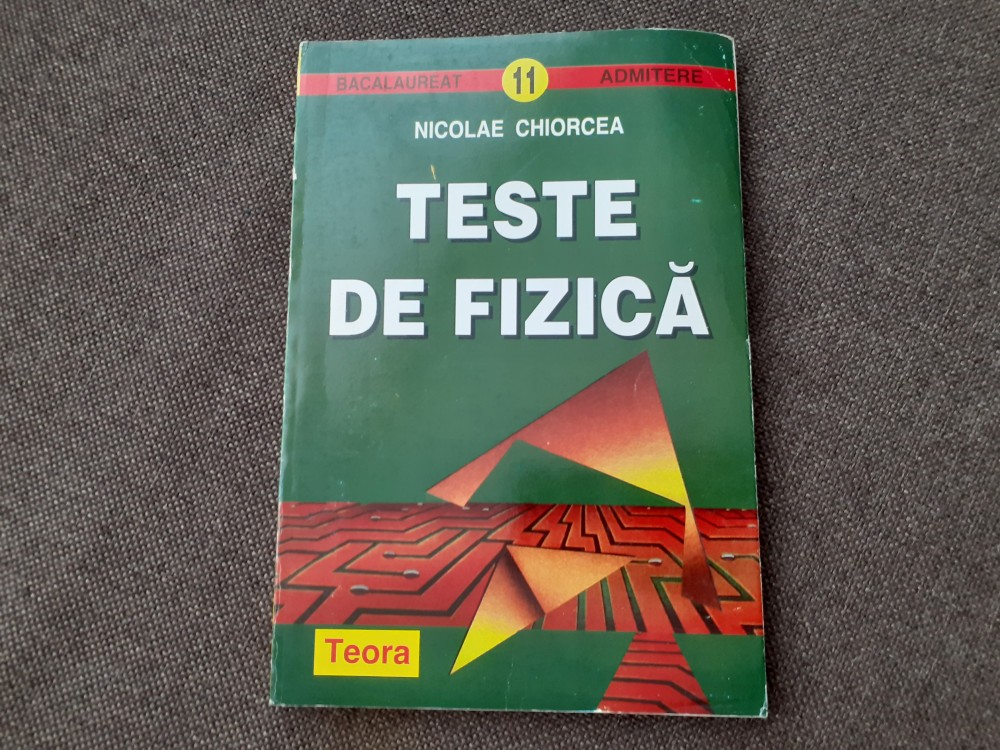 BACALAUREAT 11 ADMITERE
NICOLAE CHIORCEA
TESTE
DE FIZICĂ
Teora